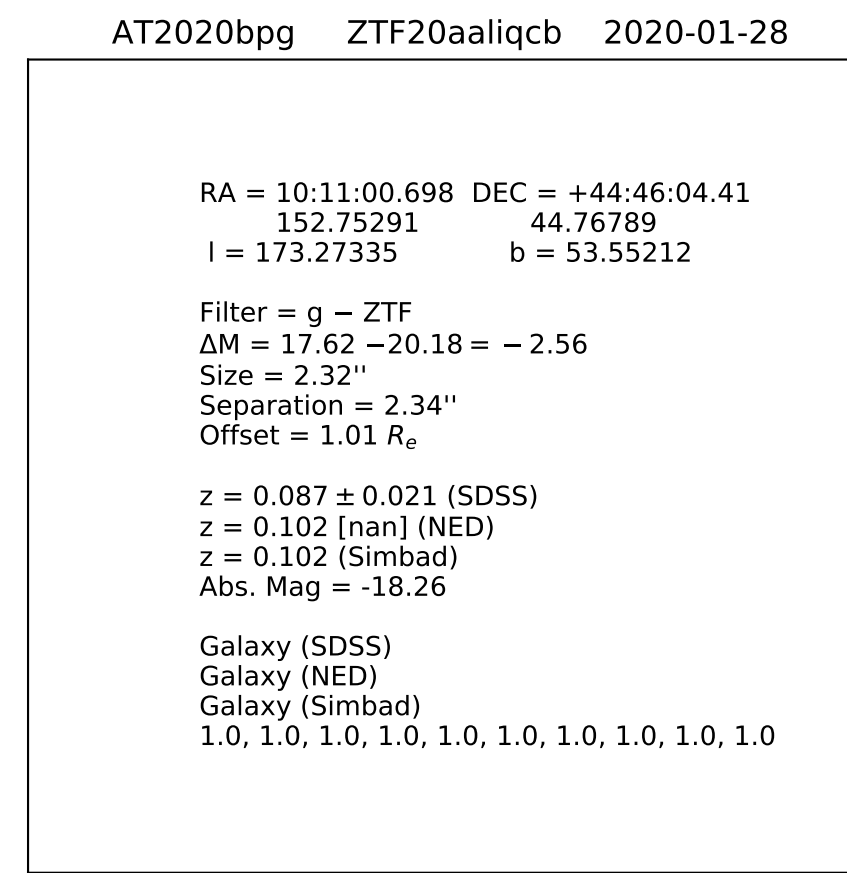 AT2020bpg ZTF20aaliqcb 2020-01-28
RA = 10:11:00.698 DEC = +44:46:04.41
152.75291 44.76789
l = 173.27335 b = 53.55212
Filter = g − ZTF
ΔM = 17.62 −20.18 = − 2.56
Size = 2.32''
Separation = 2.34''
Offset = 1.01 Re
z = 0.087 ± 0.021 (SDSS)
z = 0.102 [nan] (NED)
z = 0.102 (Simbad)
Abs. Mag = -18.26
Galaxy (SDSS)
Galaxy (NED)
Galaxy (Simbad)
1.0, 1.0, 1.0, 1.0, 1.0, 1.0, 1.0, 1.0, 1.0, 1.0